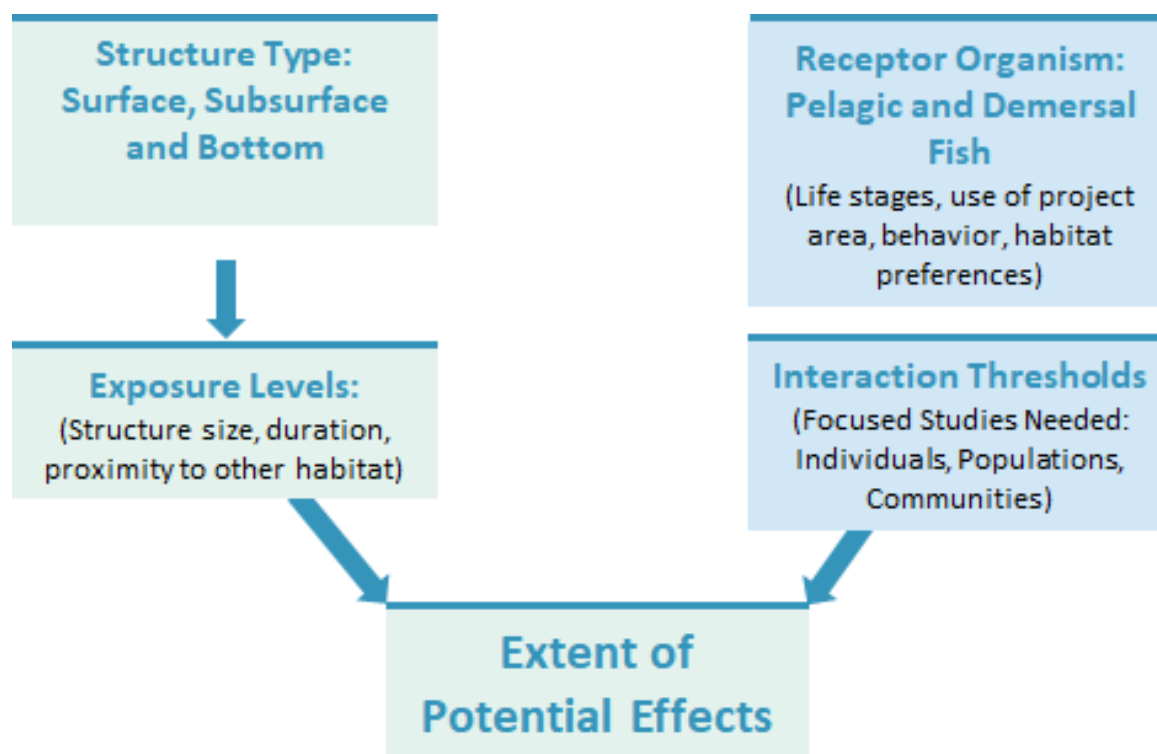 Structure Type:
Surface, Subsurface
and Bottom
Exposure Levels:
(Structure size, duration,
proximity to other habitat)
Receptor Organism:
Pelagic and Demersal
Fish
(Life stages, use of project
area, behavior, habitat
preferences)
Interaction Thresholds
(Focused Studies Needed:
Individuals, Populations,
Communities)
Extent of
Potential Effects